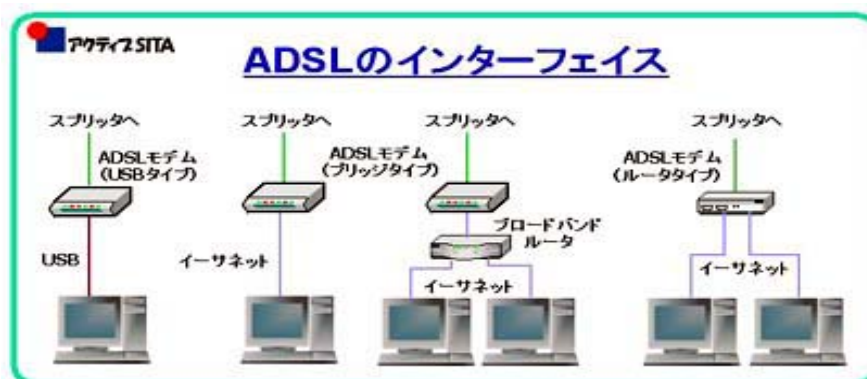 アクティブSITA
ADSLのインターフェイス
スプリッタへ
スプリッタへ
スプリッタへ
スプリッタへ
ADSLモデム
(USBタイプ)
ADSLモデム
(ブリッジタイプ)
ADSLモデム
(ルータタイプ)
ブロードバンド
ルータ
USB
イーサネット
イーサネット
イーサネット